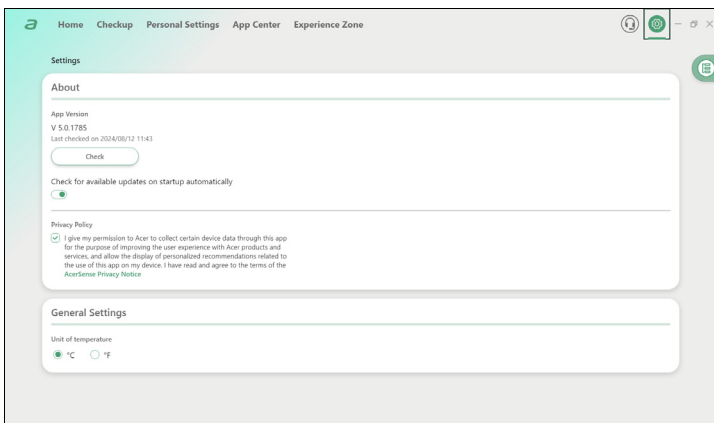 Home Checkup Personal Settings App Center Experience Zone
Settings
About
App Version
V 5.0.1785
Last checked on 2024/08/12 11:43
Check
Check for available updates on startup automatically
Privacy Policy
I give my permission to Acer to collect certain device data through this app
for the purpose of improving the user experience with Acer products and
services, and allow the display of personalized recommendations related to
the use of this app on my device. I have read and agree to the terms of the
AcerSense Privacy Notice
General Settings
Unit of temperature
°C °F